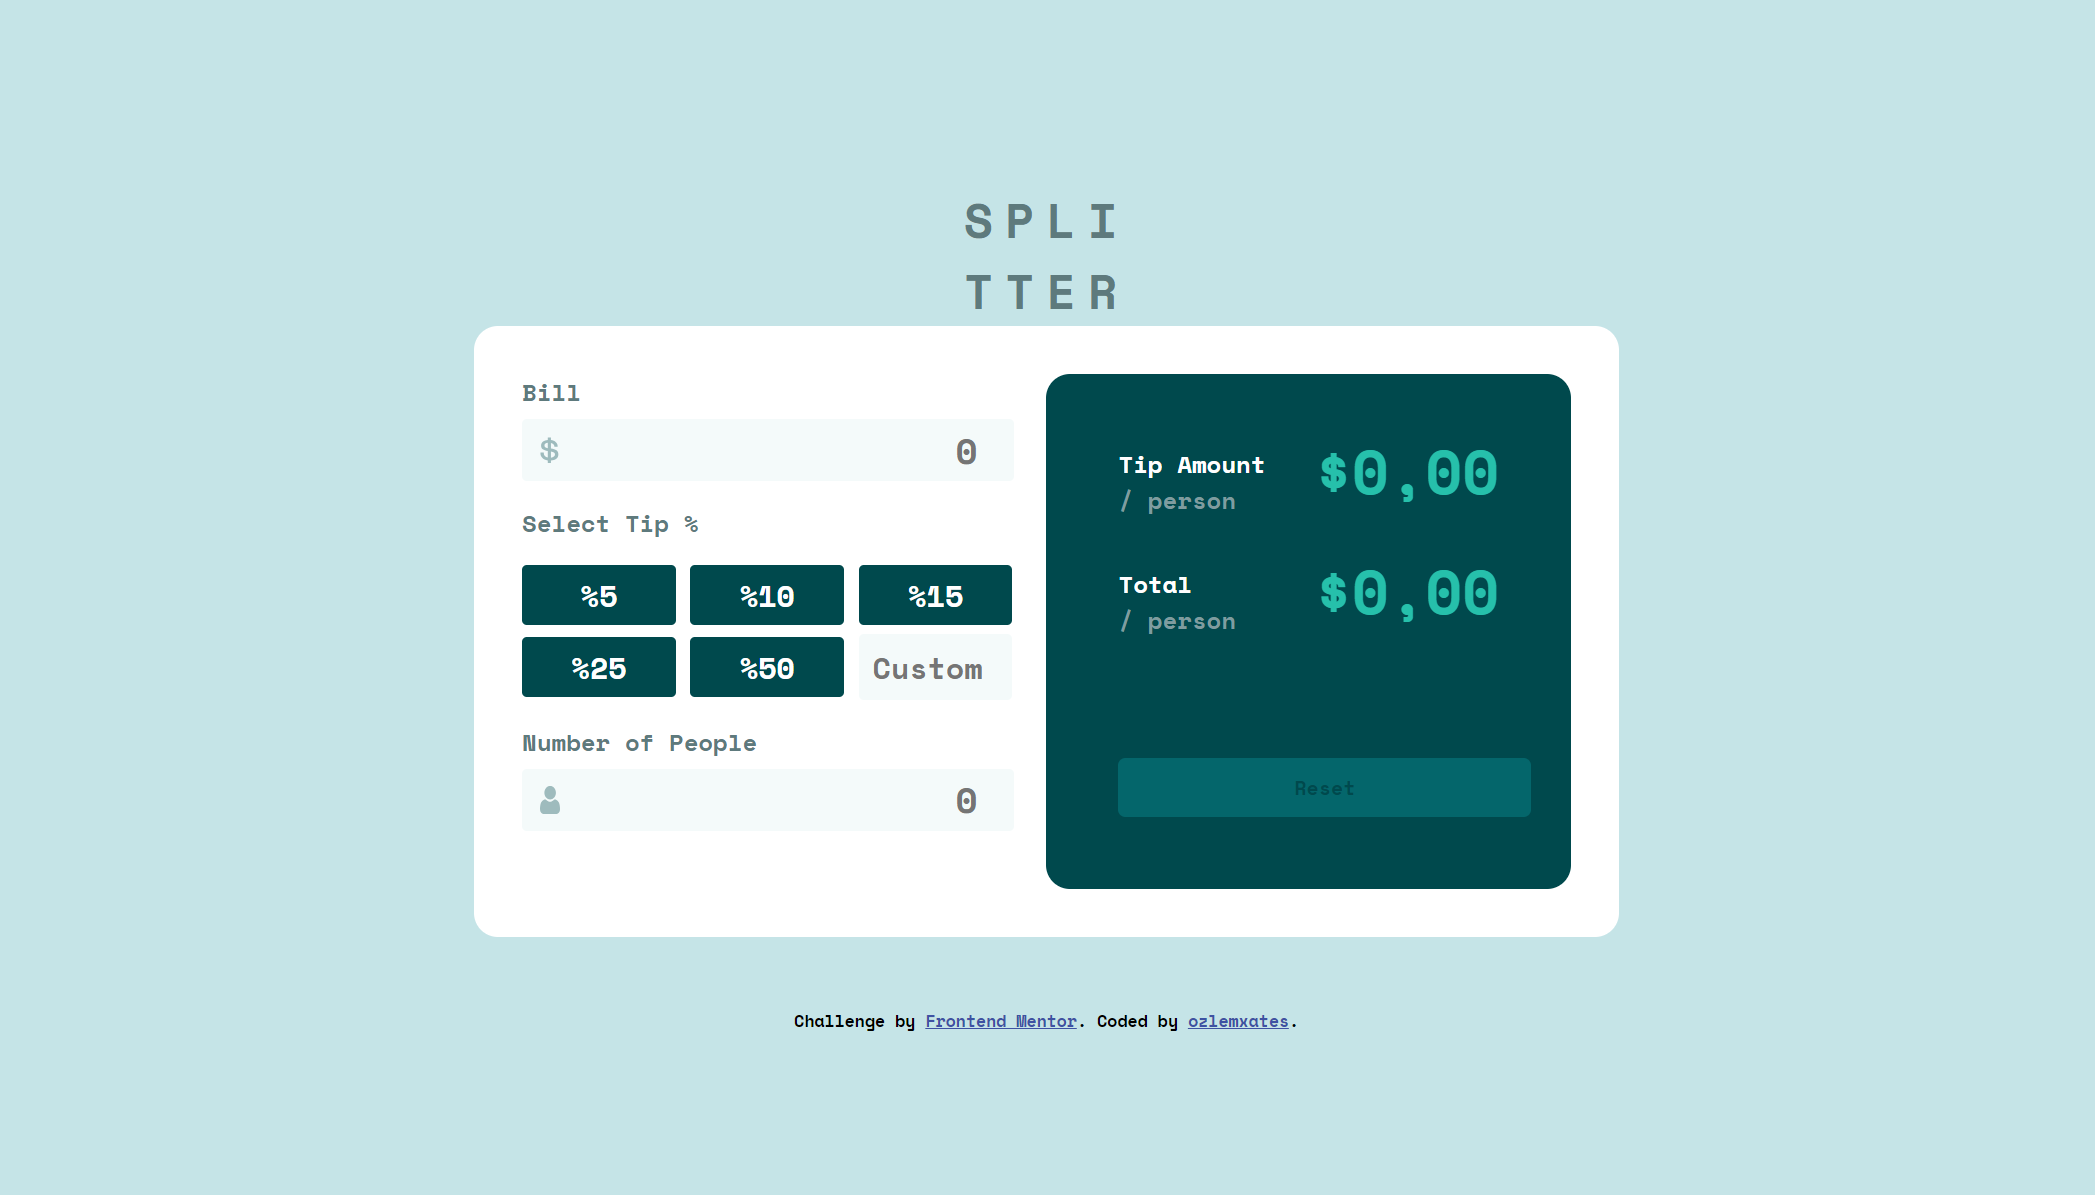 SPLI
TTER
Bill
$ 0
Select Tip %
%5 %10 %15
%25 %50 Custom
Number of People
0
Tip Amount $0,00
/ person
Total $0,00
/ person
Reset
Challenge by Frontend Mentor. Coded by ozlemxates.